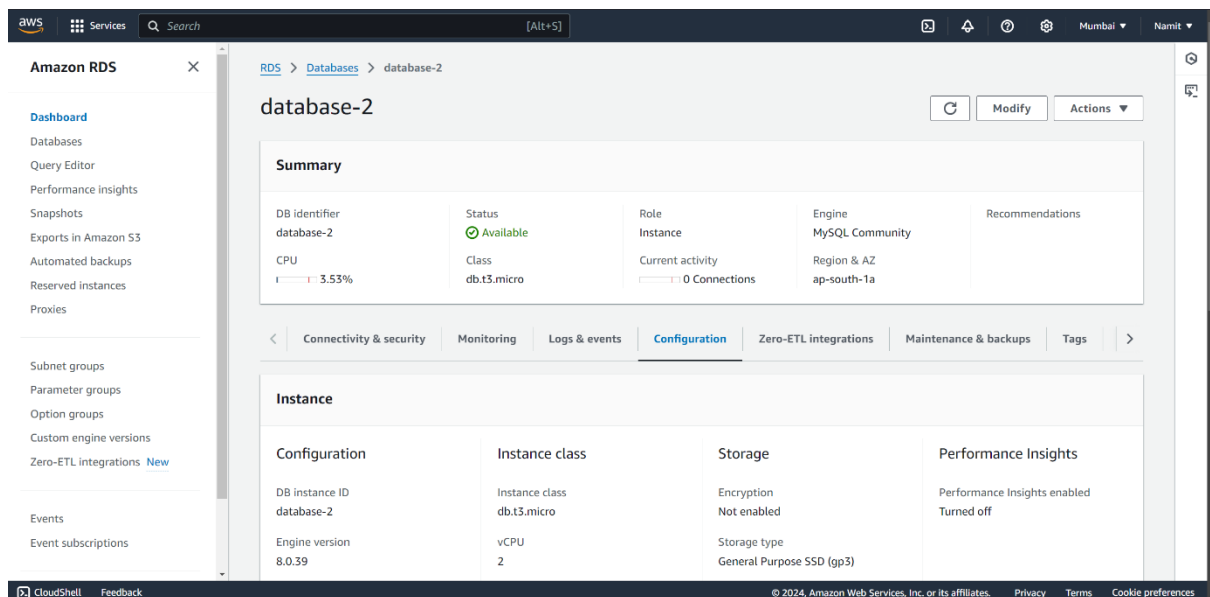 aws Services Search [Alt+S] Mumbai ▼ Namit ▼
Amazon RDS
Dashboard
Databases
Query Editor
Performance insights
Snapshots
Exports in Amazon S3
Automated backups
Reserved instances
Proxies
Subnet groups
Parameter groups
Option groups
Custom engine versions
Zero-ETL integrations New
Events
Event subscriptions
RDS > Databases > database-2
database-2
Modify Actions ▼
Summary
DB identifier Status Role Engine Recommendations
database-2 Available Instance MySQL Community
CPU Class Current activity Region & AZ
3.53% db.t3.micro 0 Connections ap-south-1a
Connectivity & security Monitoring Logs & events Configuration Zero-ETL integrations Maintenance & backups Tags
Instance
Configuration Instance class Storage Performance Insights
DB instance ID Instance class Encryption Performance Insights enabled
database-2 db.t3.micro Not enabled Turned off
Engine version vCPU Storage type
8.0.39 2 General Purpose SSD (gp3)
CloudShell Feedback © 2024, Amazon Web Services, Inc. or its affiliates. Privacy Terms Cookie preferences